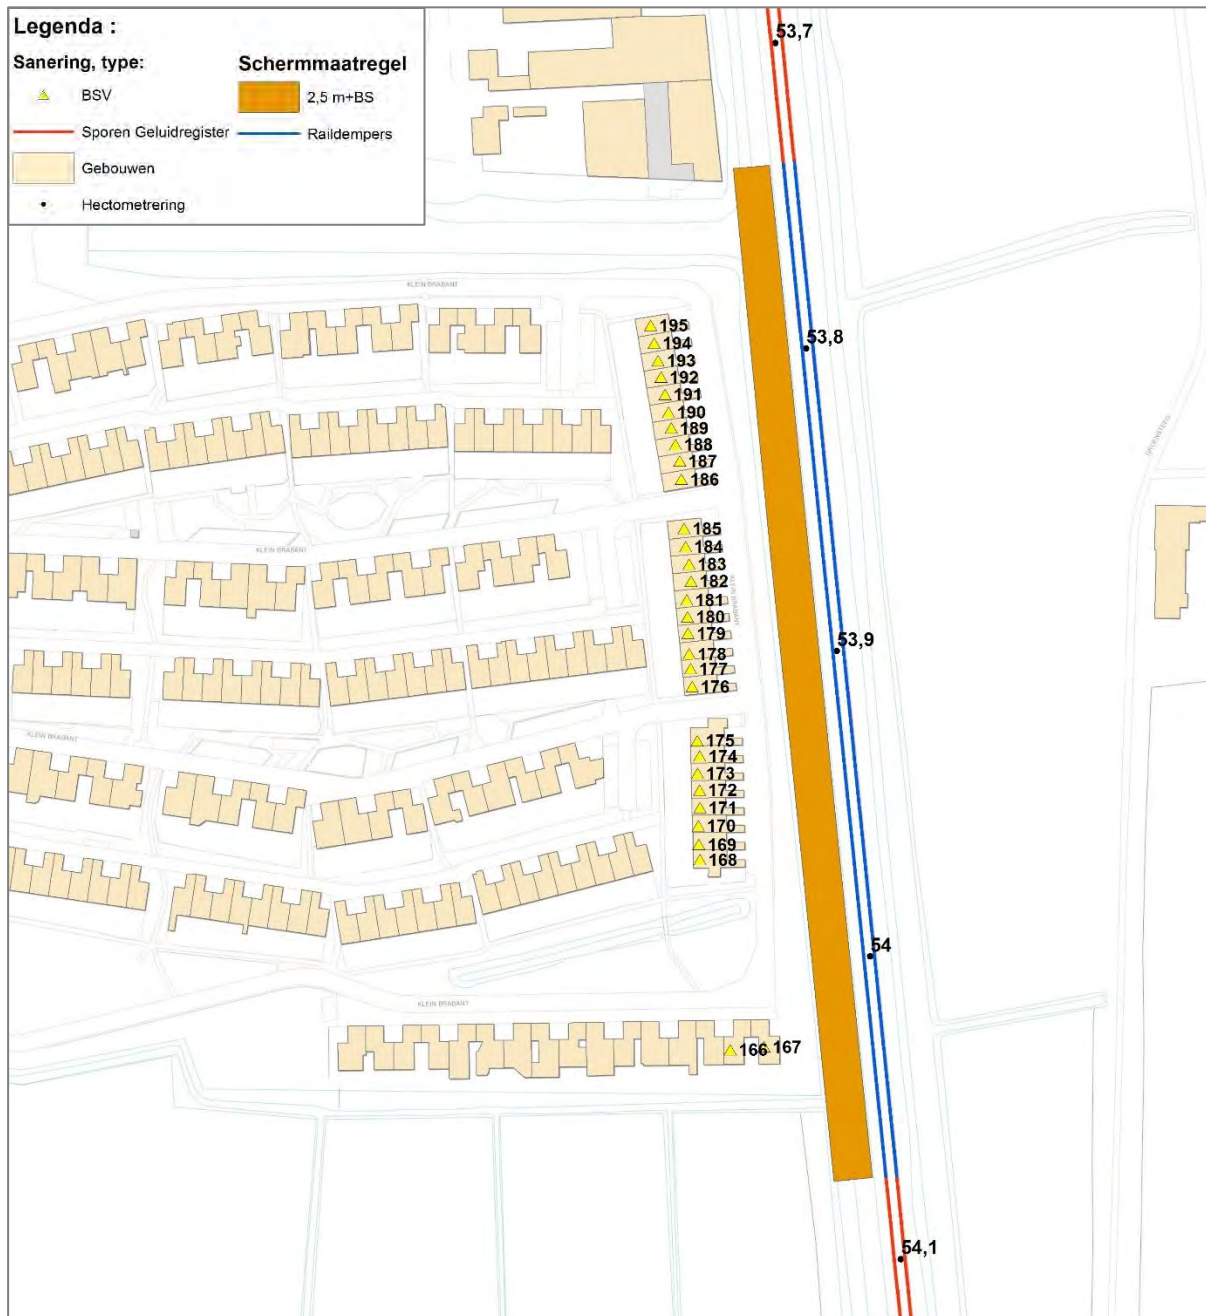 Legenda :
Sanering, type:
Schermmaatregel
BSV
2,5 m+BS
Sporen Geluidregister
Raildempers
Gebouwen
Hectometrering
53,7
KLEIN BRABANT
195
194
193
192
191
190
189
188
187
186
53,8
KLEIN BRABANT
185
184
183
182
181
180
179
178
177
176
KLEIN BRABANT
53,9
KLEIN BRABANT
175
174
173
172
171
170
169
168
54
KLEIN BRABANT
166
167
54,1